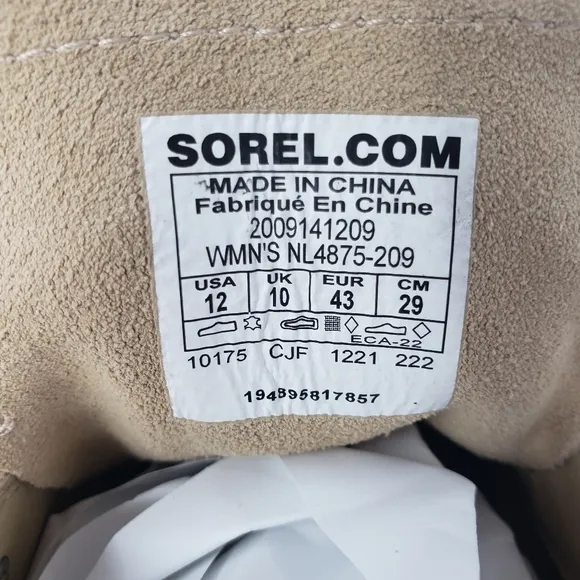 SOREL.COM
MADE IN CHINA
Fabriqué En Chine
2009141209
WMN'S NL4875-209
USA UK EUR CM
12 10 43 29
ECA-22
10175 CJF 1221 222
194895817857